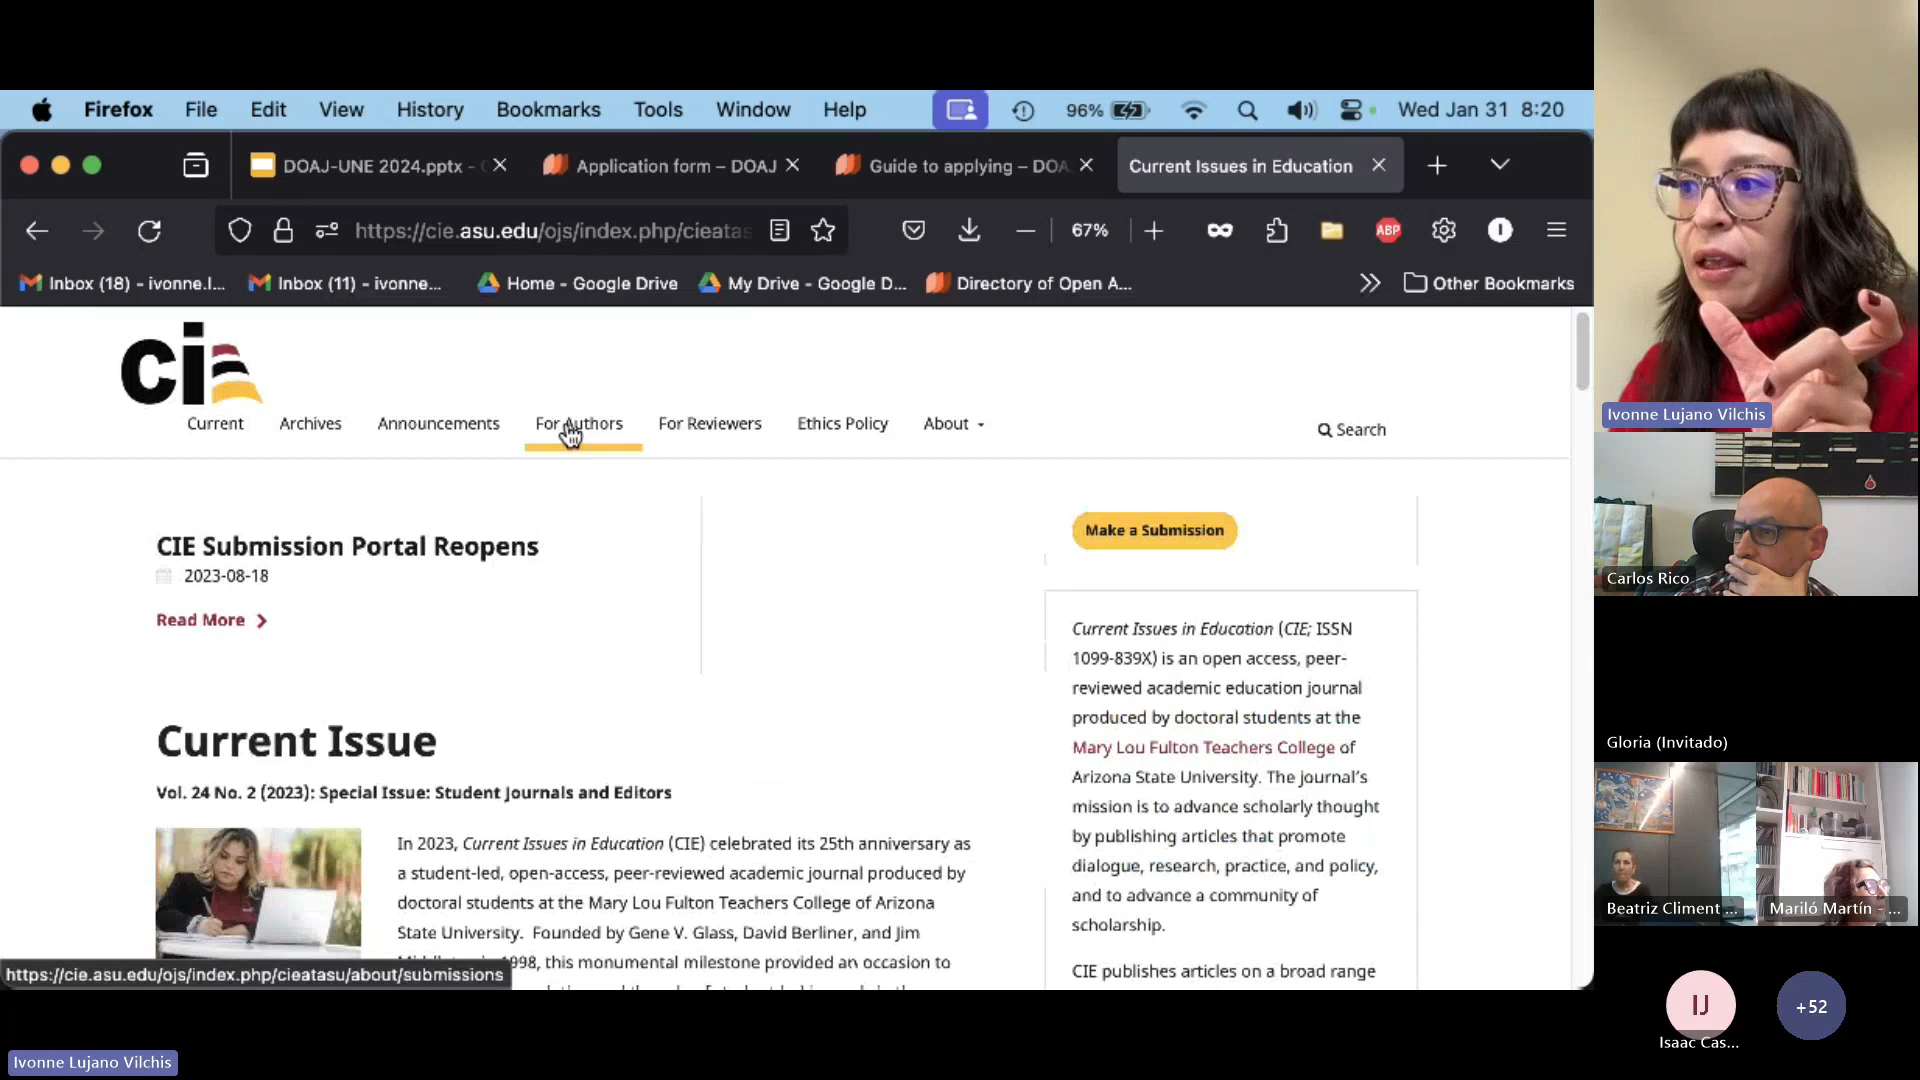 Firefox File Edit View History Bookmarks Tools Window Help 96% Wed Jan 31 8:20
DOAJ-UNE 2024.pptx - Application form – DOAJ Guide to applying – DOA Current Issues in Education
https://cie.asu.edu/ojs/index.php/cieatas 67% ABP
Inbox (18) - ivonne.l... Inbox (11) - ivonne... Home - Google Drive My Drive - Google D... Directory of Open A... Other Bookmarks
cie
Current Archives Announcements For Authors For Reviewers Ethics Policy About Search
CIE Submission Portal Reopens
2023-08-18
Read More
Make a Submission
Current Issues in Education (CIE; ISSN
1099-839X) is an open access, peer-
reviewed academic education journal
produced by doctoral students at the
Mary Lou Fulton Teachers College of
Arizona State University. The journal's
mission is to advance scholarly thought
by publishing articles that promote
dialogue, research, practice, and policy,
and to advance a community of
scholarship.
CIE publishes articles on a broad range
Current Issue
Vol. 24 No. 2 (2023): Special Issue: Student Journals and Editors
In 2023, Current Issues in Education (CIE) celebrated its 25th anniversary as
a student-led, open-access, peer-reviewed academic journal produced by
doctoral students at the Mary Lou Fulton Teachers College of Arizona
State University. Founded by Gene V. Glass, David Berliner, and Jim
998, this monumental milestone provided an occasion to
https://cie.asu.edu/ojs/index.php/cieatasu/about/submissions
Ivonne Lujano Vilchis
Carlos Rico
Gloria (Invitado)
Beatriz Climent ...
Mariló Martín - ...
IJ
Isaac Cas...
+52
Ivonne Lujano Vilchis